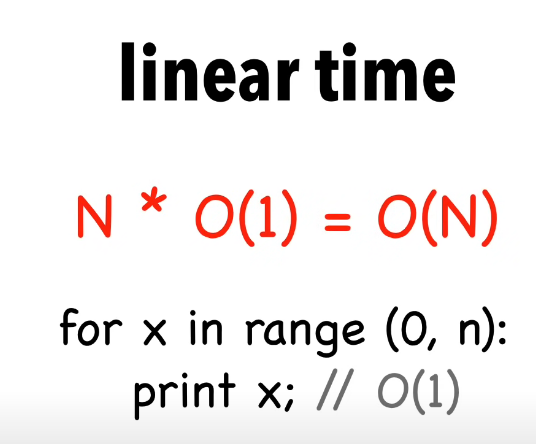 linear time
N * O(1) = O(N)
for x in range (0, n):
print x; // O(1)